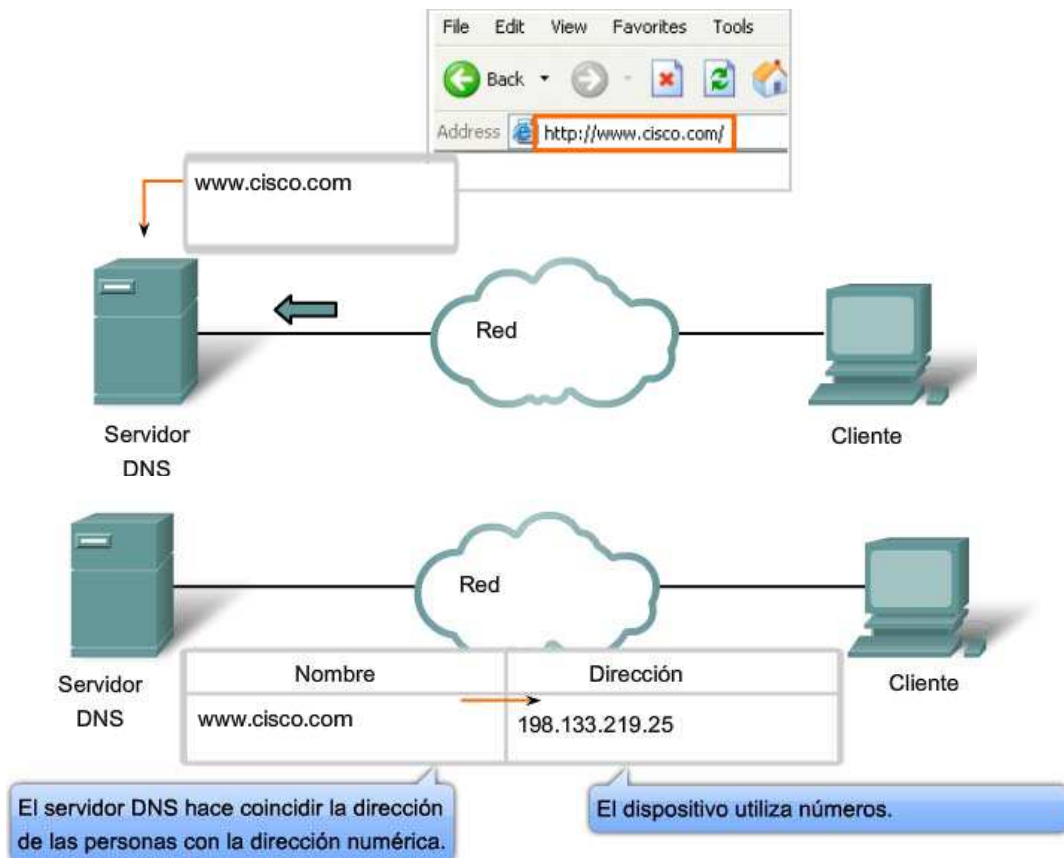 File Edit View Favorites Tools
Back
Address http://www.cisco.com/
www.cisco.com
Red
Servidor
DNS
Cliente
Red
Servidor
DNS
Cliente
Nombre Dirección
www.cisco.com 198.133.219.25
El servidor DNS hace coincidir la dirección
de las personas con la dirección numérica.
El dispositivo utiliza números.